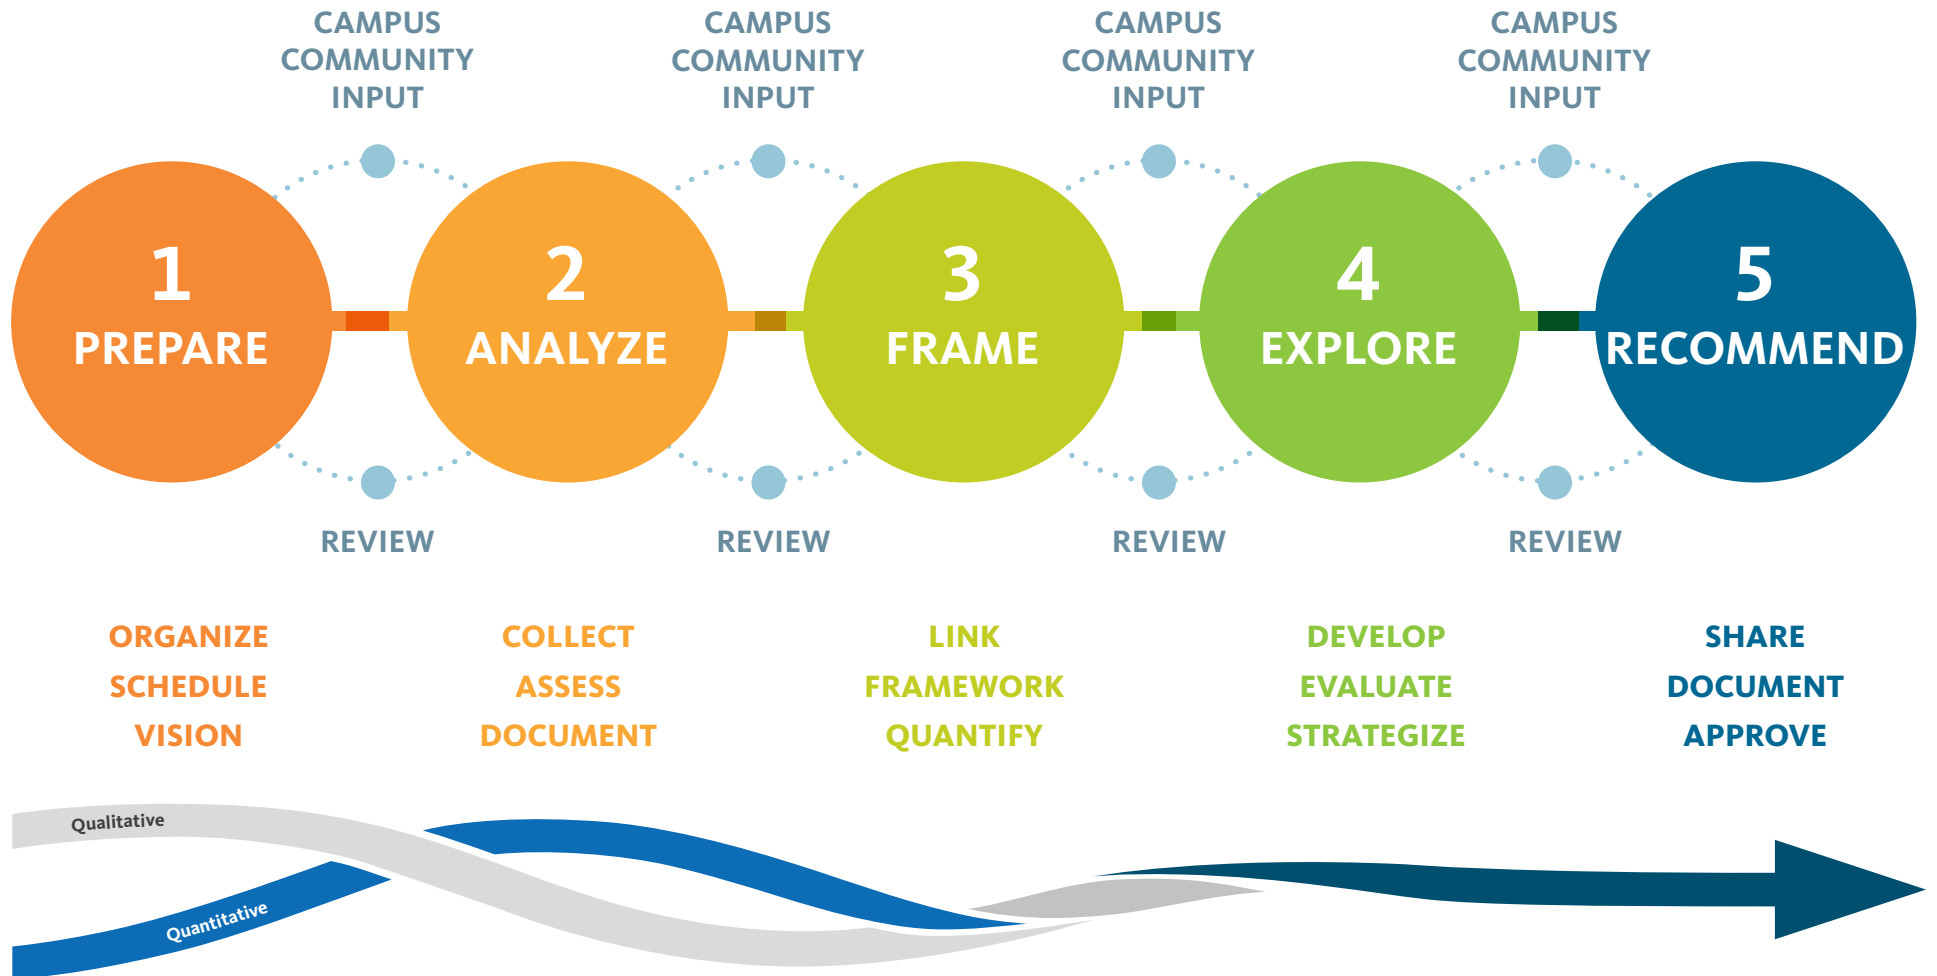 CAMPUS
COMMUNITY
INPUT
CAMPUS
COMMUNITY
INPUT
CAMPUS
COMMUNITY
INPUT
CAMPUS
COMMUNITY
INPUT
1
PREPARE
2
ANALYZE
3
FRAME
4
EXPLORE
5
RECOMMEND
REVIEW
REVIEW
REVIEW
REVIEW
ORGANIZE
SCHEDULE
VISION
COLLECT
ASSESS
DOCUMENT
LINK
FRAMEWORK
QUANTIFY
DEVELOP
EVALUATE
STRATEGIZE
SHARE
DOCUMENT
APPROVE
Qualitative
Quantitative